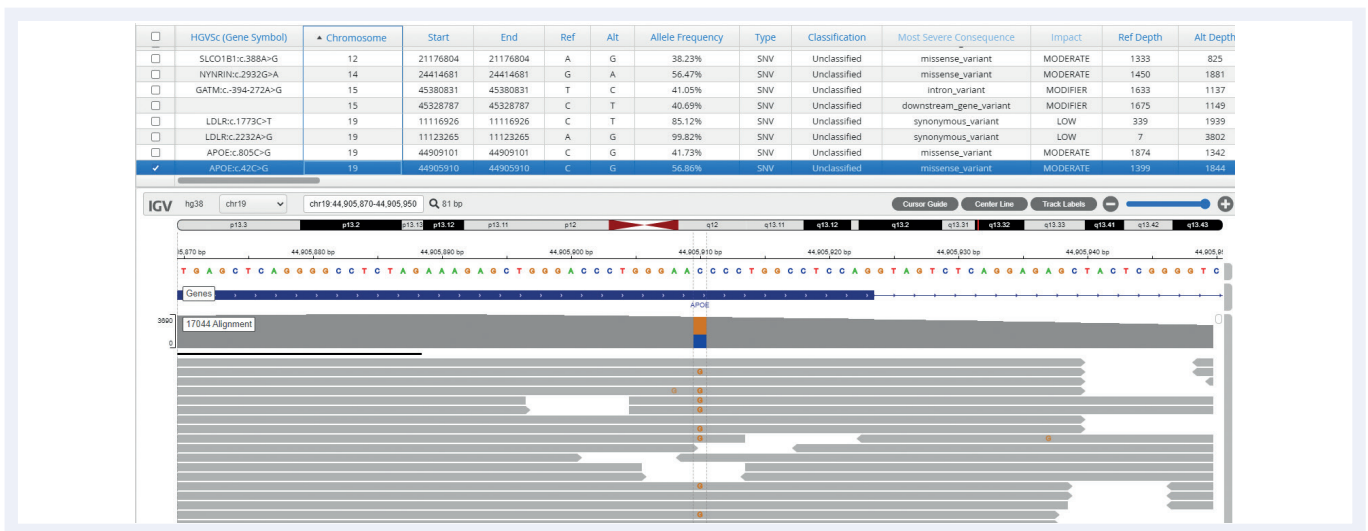 HGVSc (Gene Symbol) ▲ Chromosome Start End Ref Alt Allele Frequency Type Classification Most Severe Consequence Impact Ref Depth Alt Depth
SLCO1B1:c.388A>G 12 21176804 21176804 A G 38.23% SNV Unclassified missense_variant MODERATE 1333 825
NYNRIN:c.2932G>A 14 24414681 24414681 G A 56.47% SNV Unclassified missense_variant MODERATE 1450 1881
GATM:c.-394-272A>G 15 45380831 45380831 T C 41.05% SNV Unclassified intron_variant MODIFIER 1633 1137
15 45328787 45328787 C T 40.69% SNV Unclassified downstream_gene_variant MODIFIER 1675 1149
LDLR:c.1773C>T 19 11116926 11116926 C T 85.12% SNV Unclassified synonymous_variant LOW 339 1939
LDLR:c.2232A>G 19 11123265 11123265 A G 99.82% SNV Unclassified synonymous_variant LOW 7 3802
APOE:c.805C>G 19 44909101 44909101 C G 41.73% SNV Unclassified missense_variant MODERATE 1874 1342
APOE:c.42C>G 19 44905910 44905910 C G 56.86% SNV Unclassified missense_variant MODERATE 1399 1844
IGV hg38 chr19 chr19:44,905,870-44,905,950 81 bp Cursor Guide Center Line Track Labels
p13.3 p13.2 p13.13 p13.12 p13.11 p12 q12 q13.11 q13.12 q13.2 q13.31 q13.32 q13.33 q13.41 q13.42 q13.43
44,905,880 bp 44,905,890 bp 44,905,900 bp 44,905,910 bp 44,905,920 bp 44,905,930 bp 44,905,940 bp
T G A G C T C A G G G G C C T C T A G A A A G A G C T G G G A C C C T G G G A A C C C C T G G C C T C C A G G T A G T C T C A G G A G A G C T A C T C G G G G T C
Genes
APOE
3690 17044 Alignment
0
G
G G
G
G
G
G G
G
G